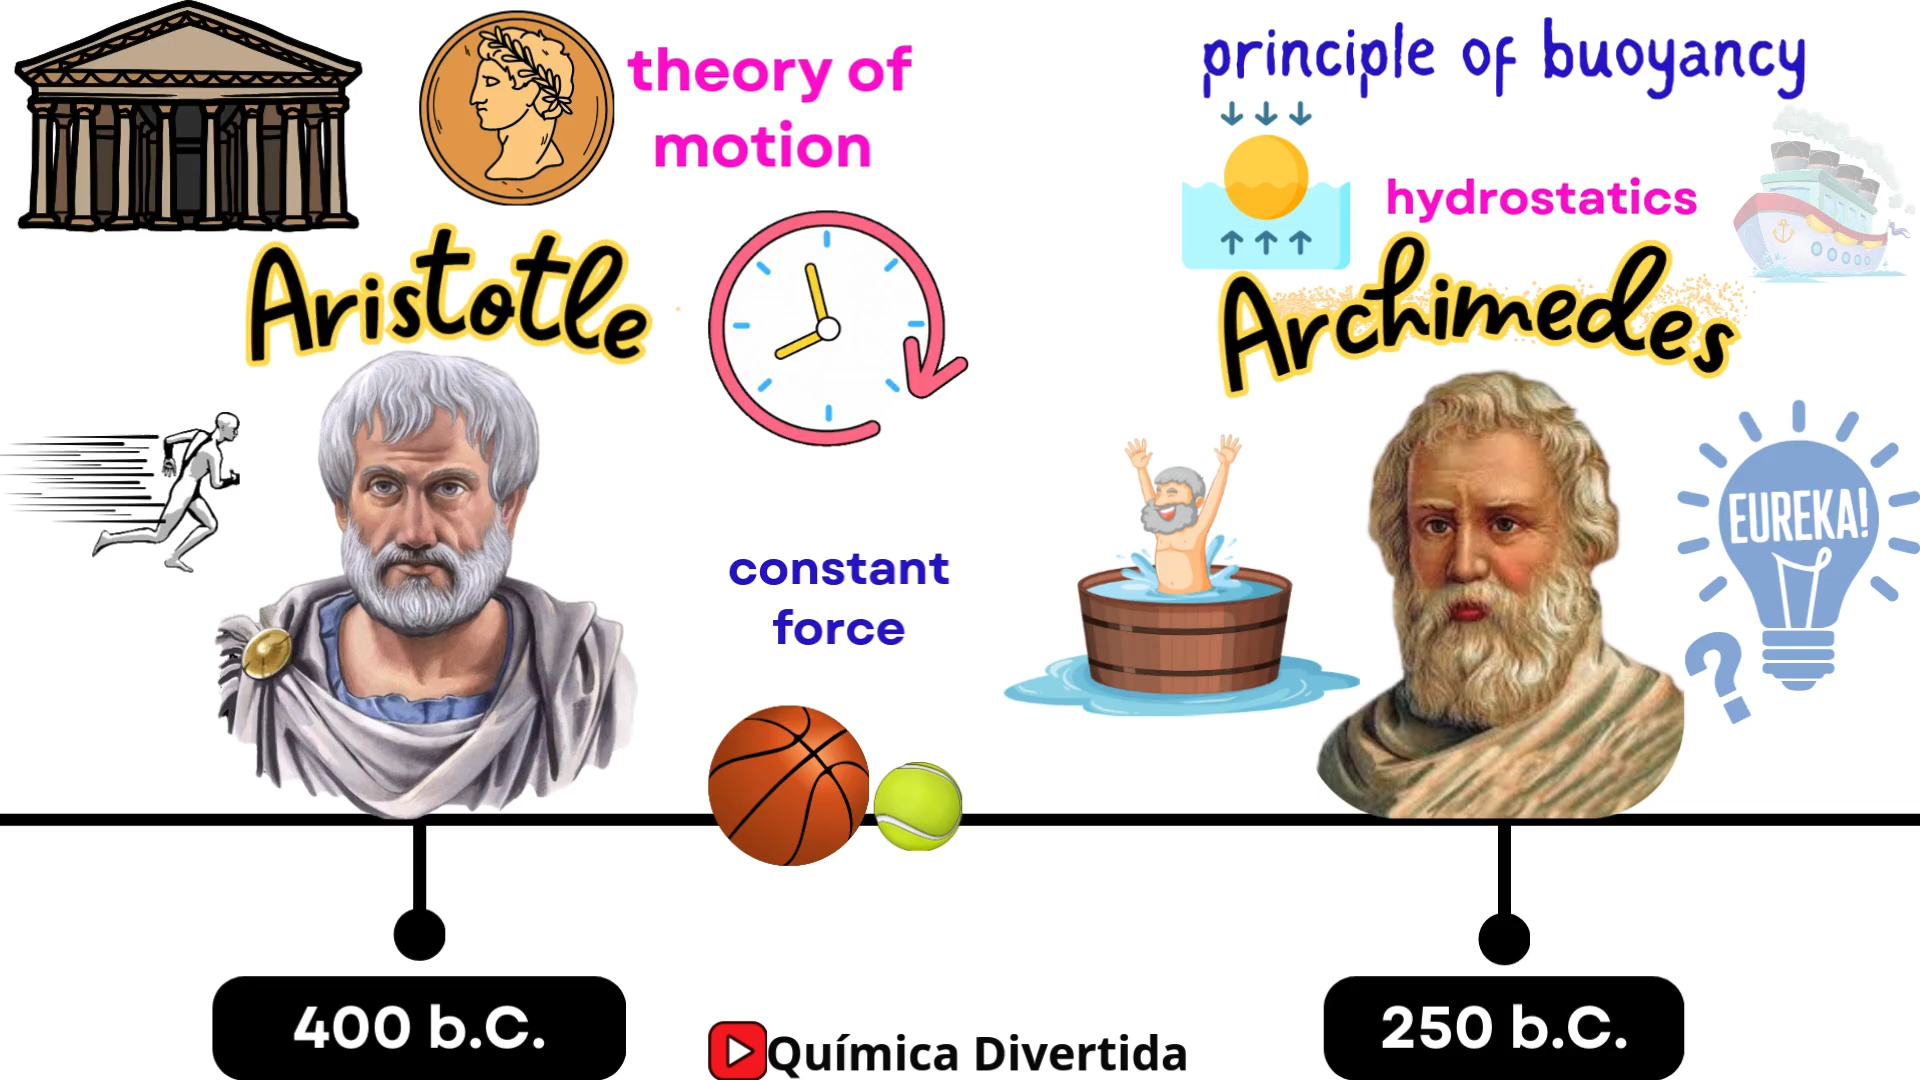 theory of
motion
Aristotle
constant
force
400 b.C.
principle of buoyancy
hydrostatics
Archimedes
EUREKA!
?
250 b.C.
Química Divertida